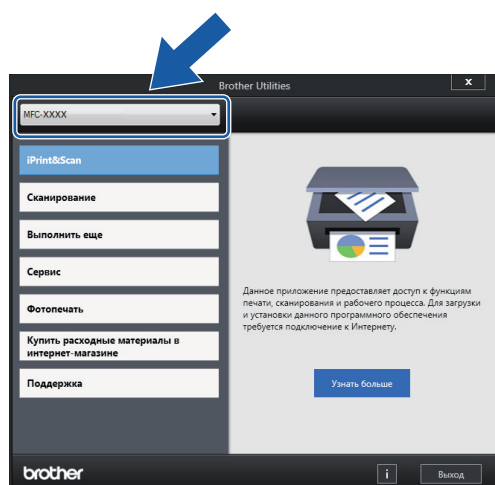 Brother Utilities
x
MFC-XXXX
iPrint&Scan
Сканирование
Выполнить еще
Сервис
Фотопечать
Купить расходные материалы в
интернет-магазине
Поддержка
Данное приложение предоставляет доступ к функциям
печати, сканирования и рабочего процесса. Для загрузки
и установки данного программного обеспечения
требуется подключение к Интернету.
Узнать больше
brother
i
Выход